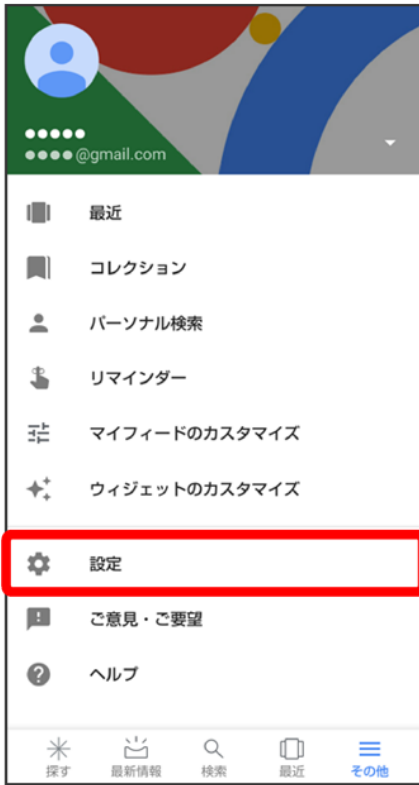 ●●●●●
●●●●@gmail.com
最近
コレクション
パーソナル検索
リマインダー
マイフィードのカスタマイズ
ウィジェットのカスタマイズ
設定
ご意見・ご要望
ヘルプ
探す 最新情報 検索 最近 その他